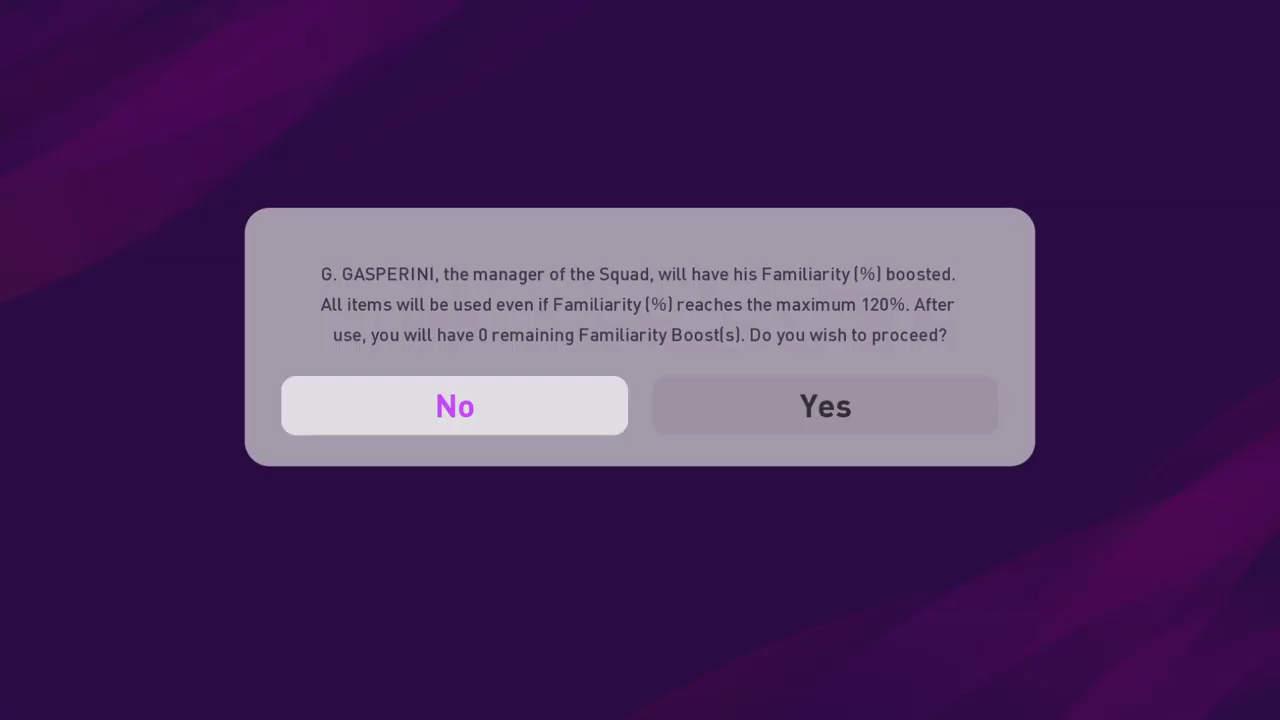 G. GASPERINI, the manager of the Squad, will have his Familiarity (%) boosted.
All items will be used even if Familiarity (%) reaches the maximum 120%. After
use, you will have 0 remaining Familiarity Boost(s). Do you wish to proceed?
No
Yes